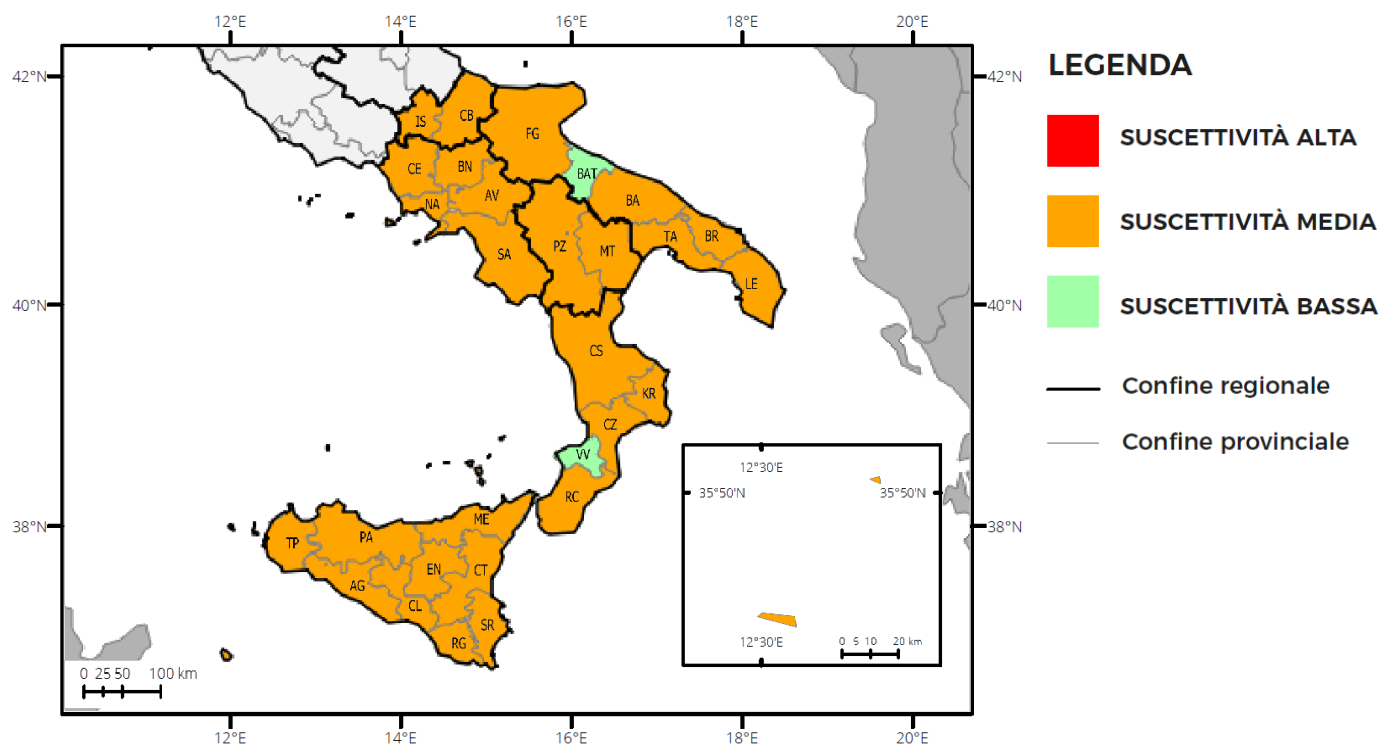 12°E 14°E 16°E 18°E 20°E
42°N 42°N
LEGENDA
SUSCETTIVITÀ ALTA
SUSCETTIVITÀ MEDIA
SUSCETTIVITÀ BASSA
Confine regionale
Confine provinciale
IS CB FG
CE BN BAT
NA AV BA
SA PZ MT TA BR
LE
40°N 40°N
CS
KR
CZ
VV
RC
38°N 38°N
ME
TP PA
EN CT
AG
CL
SR
RG
12°30'E
35°50'N 35°50'N
12°30'E
0 5 10 20 km
0 25 50 100 km
12°E 14°E 16°E 18°E 20°E